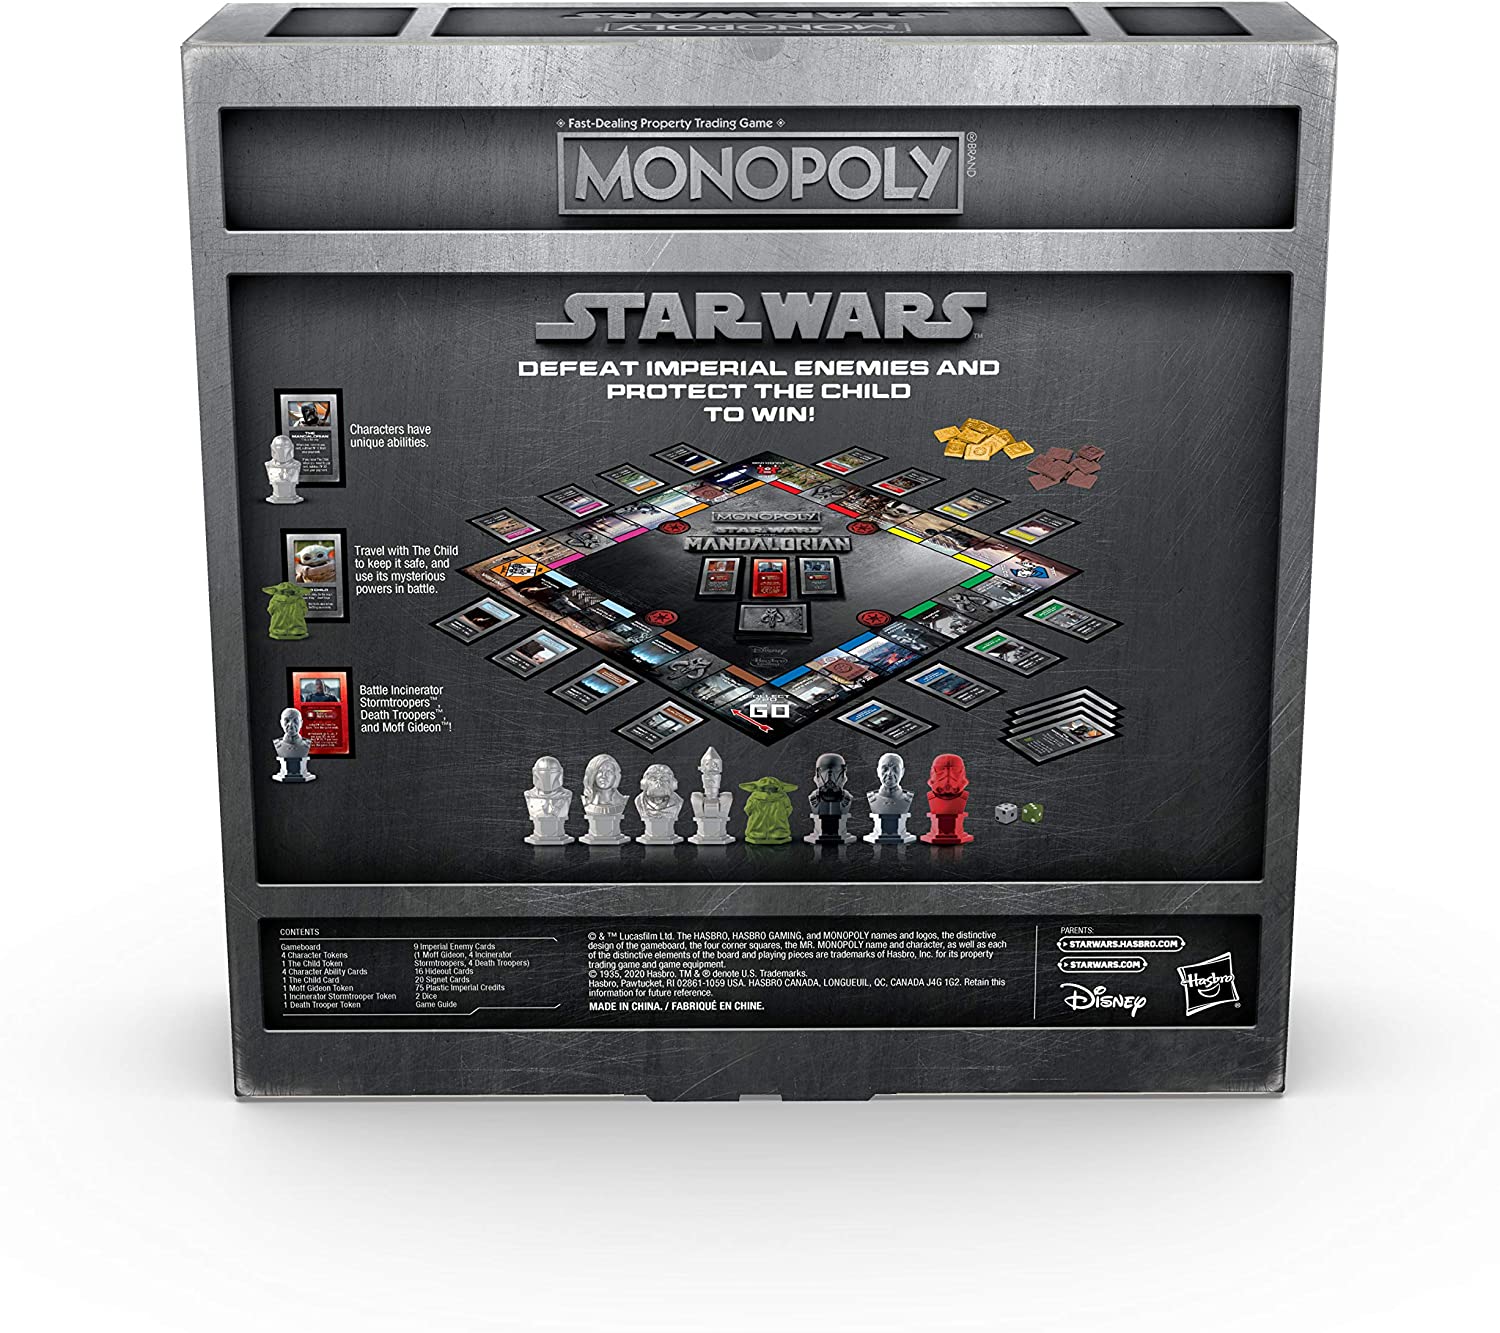 STAR WARS
MONOPOLY
Fast-Dealing Property Trading Game
MONOPOLY
®BRAND
STAR WARS™
DEFEAT IMPERIAL ENEMIES AND
PROTECT THE CHILD
TO WIN!
THE
MANDALORIAN
Characters have
unique abilities.
Travel with The Child
to keep it safe, and
use its mysterious
powers in battle.
Battle Incinerator
Stormtroopers™,
Death Troopers™,
and Moff Gideon™!
MONOPOLY
STAR WARS
MANDALORIAN
Disney
Hasbro
COLLECT
GO
CONTENTS
Gameboard
4 Character Tokens
1 The Child Token
4 Character Ability Cards
1 The Child Card
1 Moff Gideon Token
1 Incinerator Stormtrooper Token
1 Death Trooper Token
9 Imperial Enemy Cards
(1 Moff Gideon, 4 Incinerator
Stormtroopers, 4 Death Troopers)
16 Hideout Cards
20 Signet Cards
75 Plastic Imperial Credits
2 Dice
Game Guide
© & ™ Lucasfilm Ltd. The HASBRO, HASBRO GAMING, and MONOPOLY names and logos, the distinctive
design of the gameboard, the four corner squares, the MR. MONOPOLY name and character, as well as each
of the distinctive elements of the board and playing pieces are trademarks of Hasbro, Inc. for its property
trading game and game equipment.
© 1935, 2020 Hasbro. TM & ® denote U.S. Trademarks.
Hasbro, Pawtucket, RI 02861-1059 USA. HASBRO CANADA, LONGUEUIL, QC, CANADA J4G 1G2. Retain this
information for future reference.
MADE IN CHINA. / FABRIQUÉ EN CHINE.
PARENTS:
STARWARS.HASBRO.COM
STARWARS.COM
Disney
Hasbro®